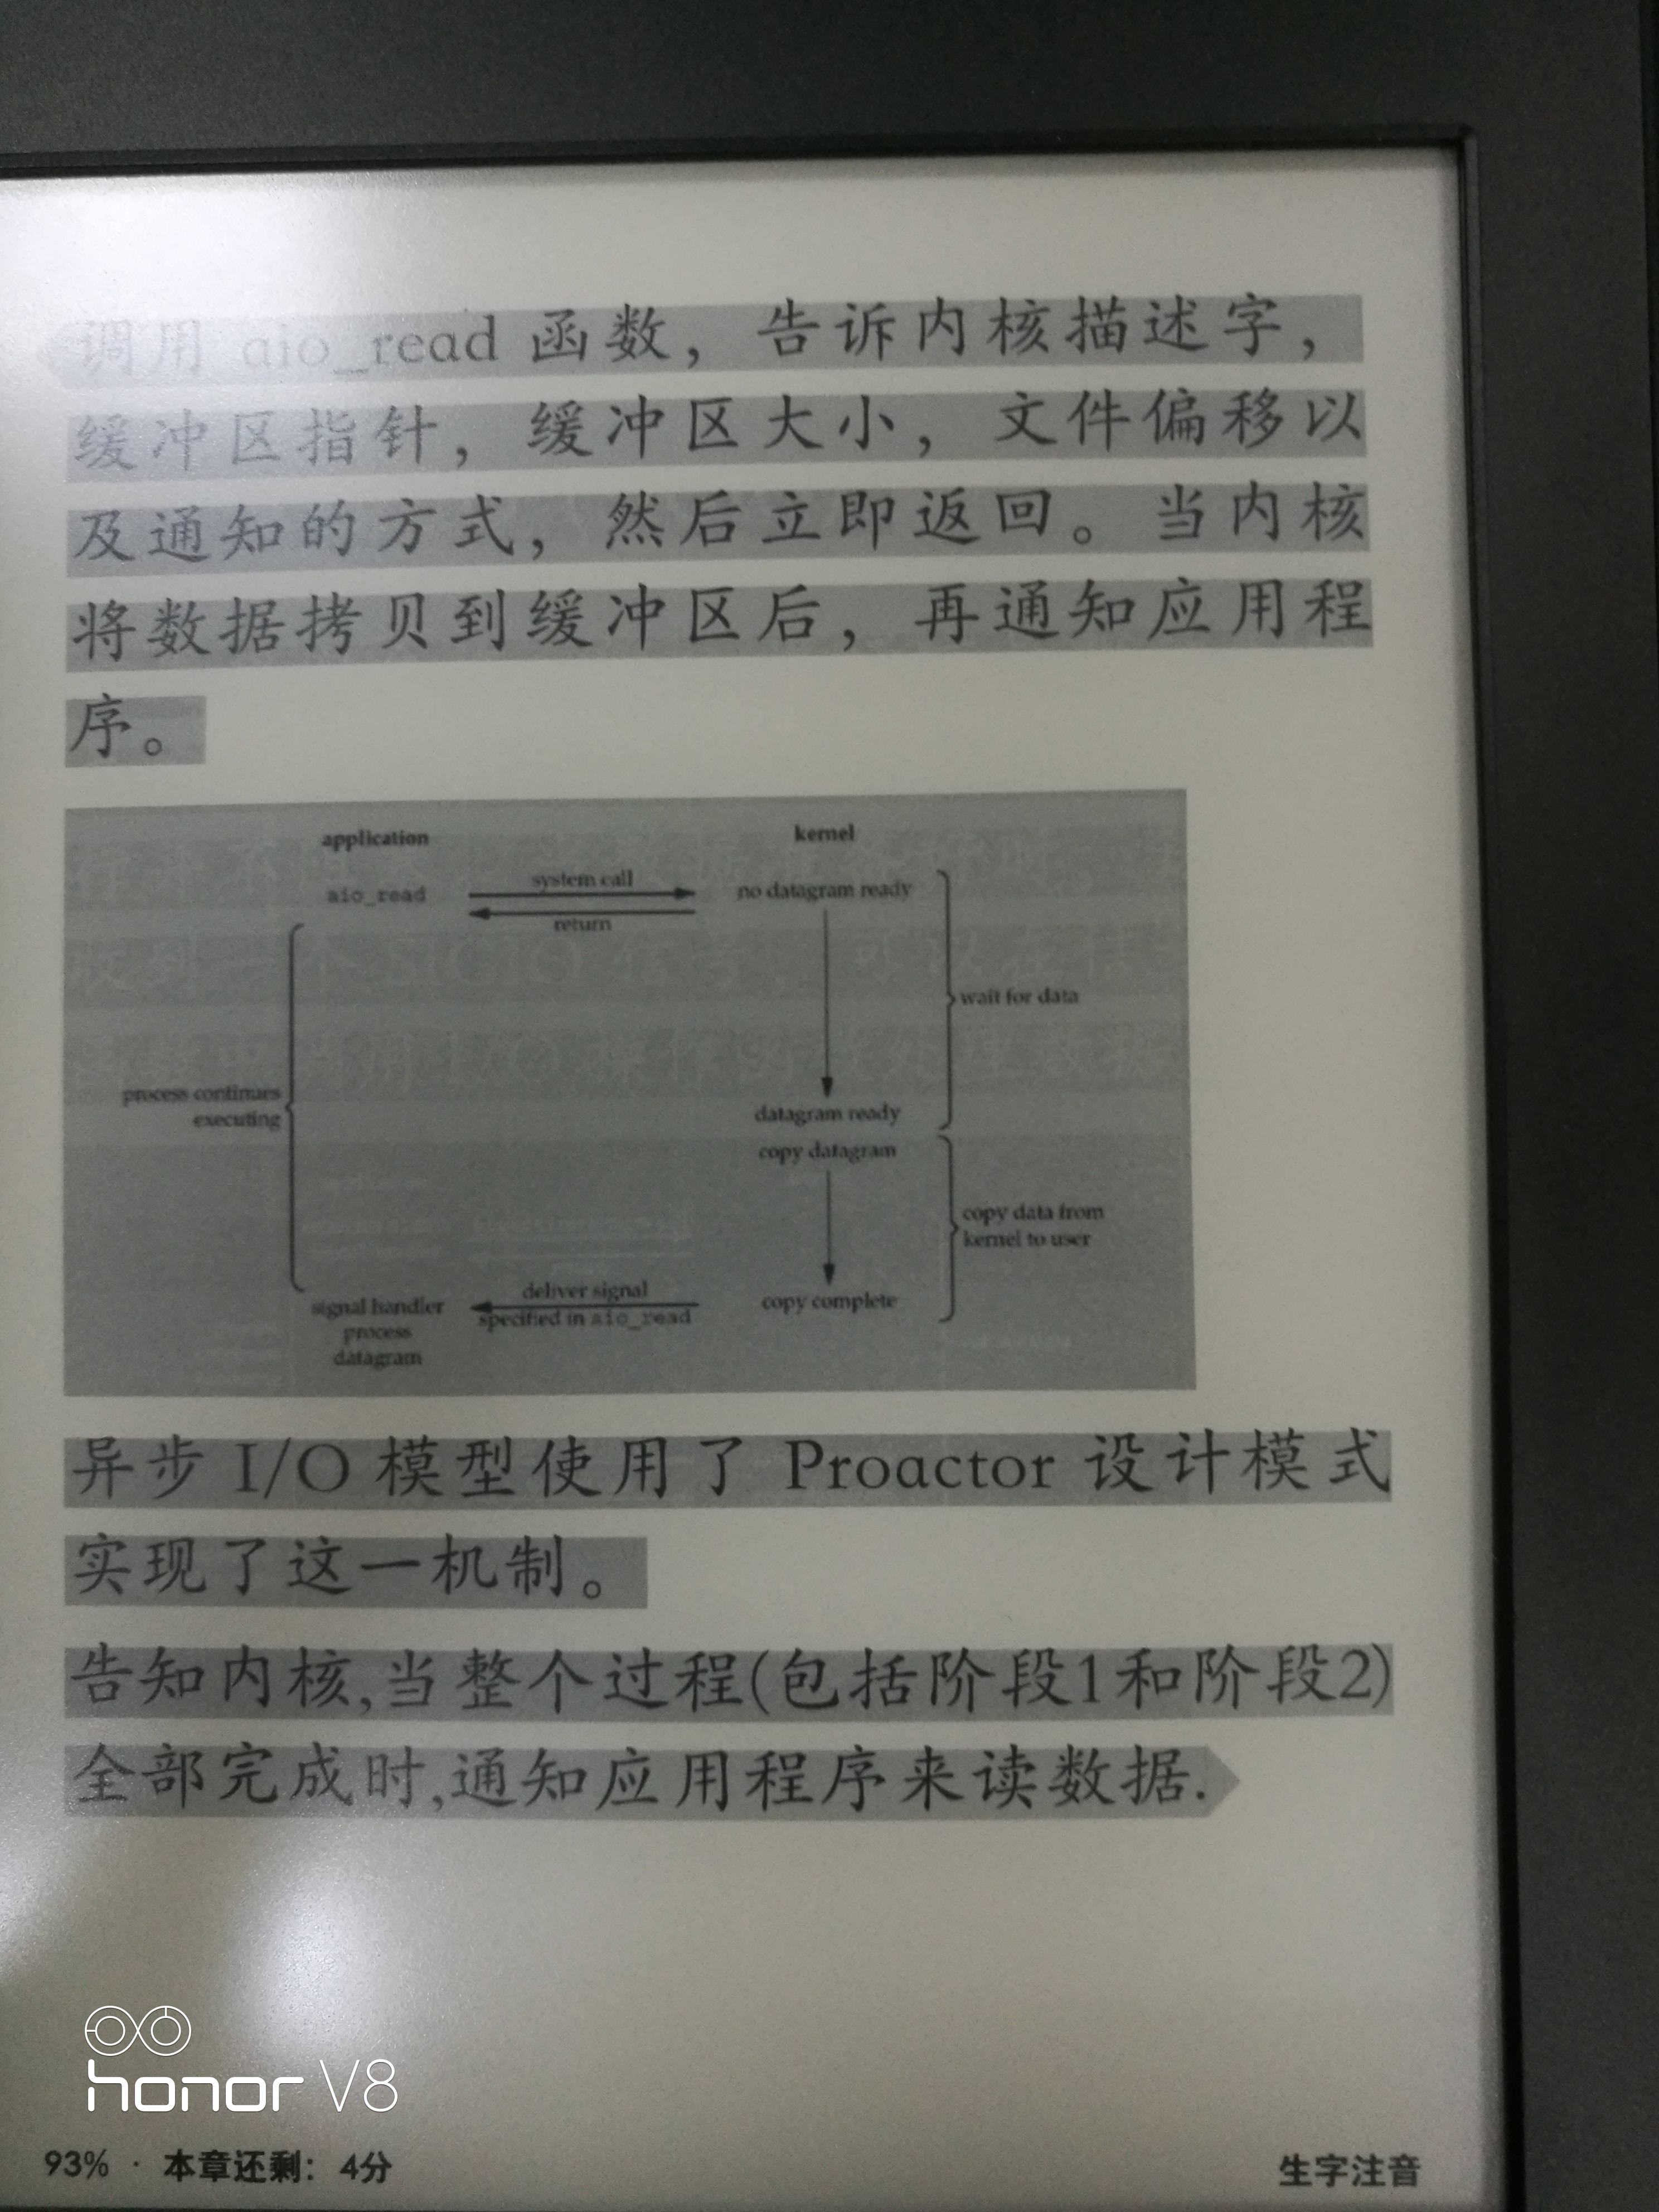 调用 aio_read 函数，告诉内核描述字，
缓冲区指针，缓冲区大小，文件偏移以
及通知的方式，然后立即返回。当内核
将数据拷贝到缓冲区后，再通知应用程
序。
application
kernel
aio_read
system call
no datagram ready
return
wait for data
process continues
executing
datagram ready
copy datagram
copy data from
kernel to user
deliver signal
signal handler
copy complete
specified in aio_read
process
datagram
异步 I/O 模型使用了 Proactor 设计模式
实现了这一机制。
告知内核,当整个过程(包括阶段1和阶段2)
全部完成时,通知应用程序来读数据.
honor V8
93% · 本章还剩：4分
生字注音